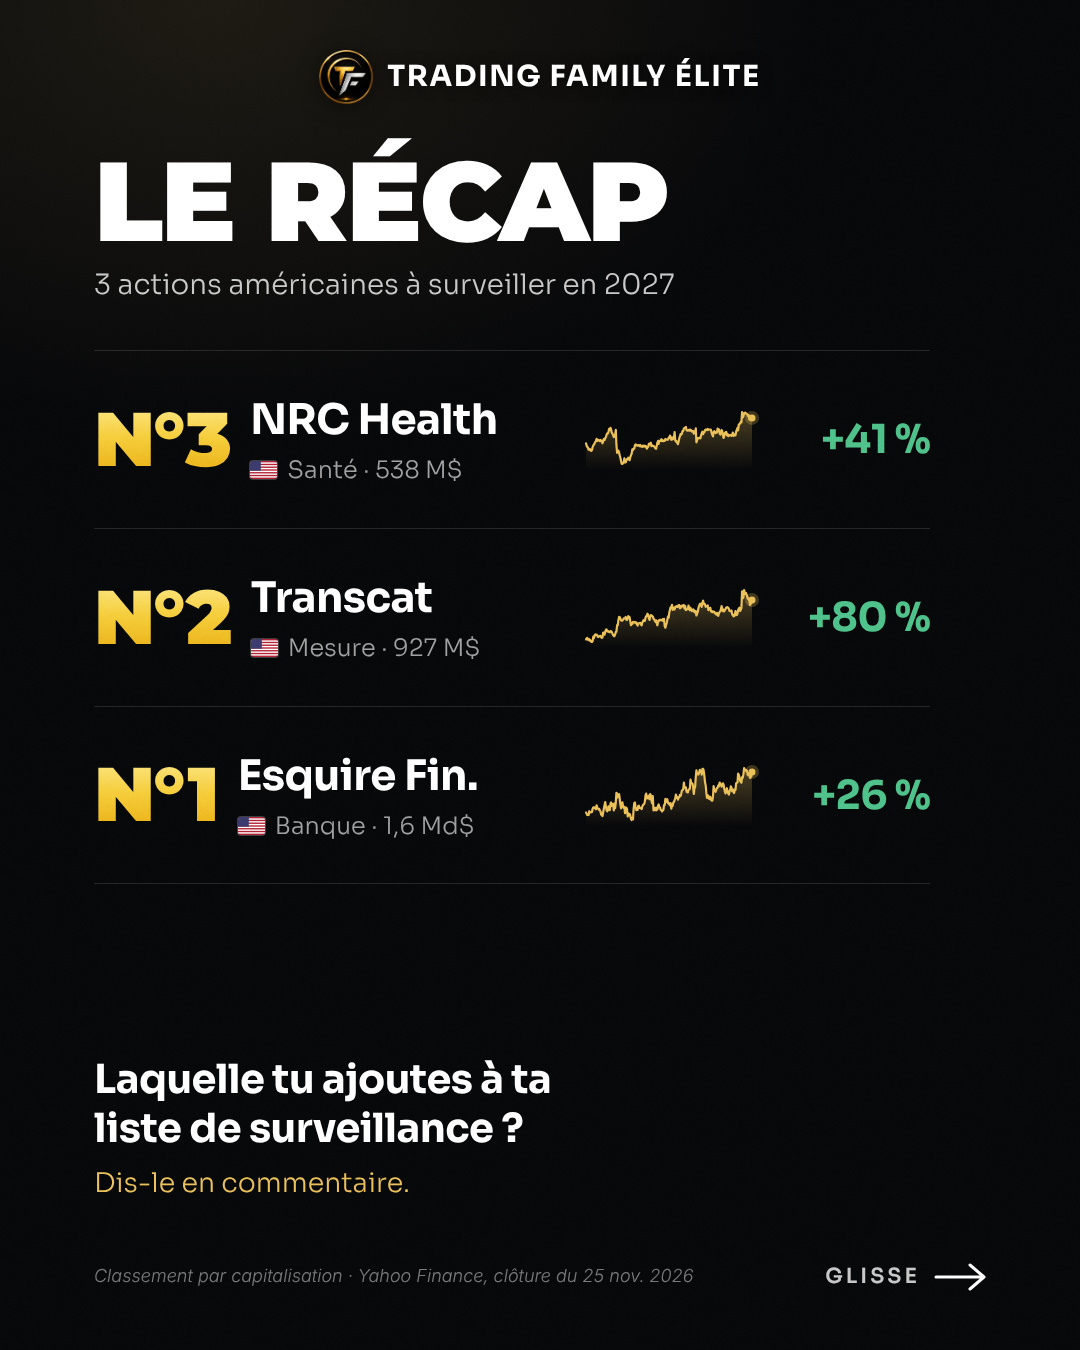 TF TRADING FAMILY ÉLITE
LE RÉCAP
3 actions américaines à surveiller en 2027
N°3 NRC Health +41 %
Santé · 538 M$
N°2 Transcat +80 %
Mesure · 927 M$
N°1 Esquire Fin. +26 %
Banque · 1,6 Md$
Laquelle tu ajoutes à ta
liste de surveillance ?
Dis-le en commentaire.
Classement par capitalisation · Yahoo Finance, clôture du 25 nov. 2026
GLISSE